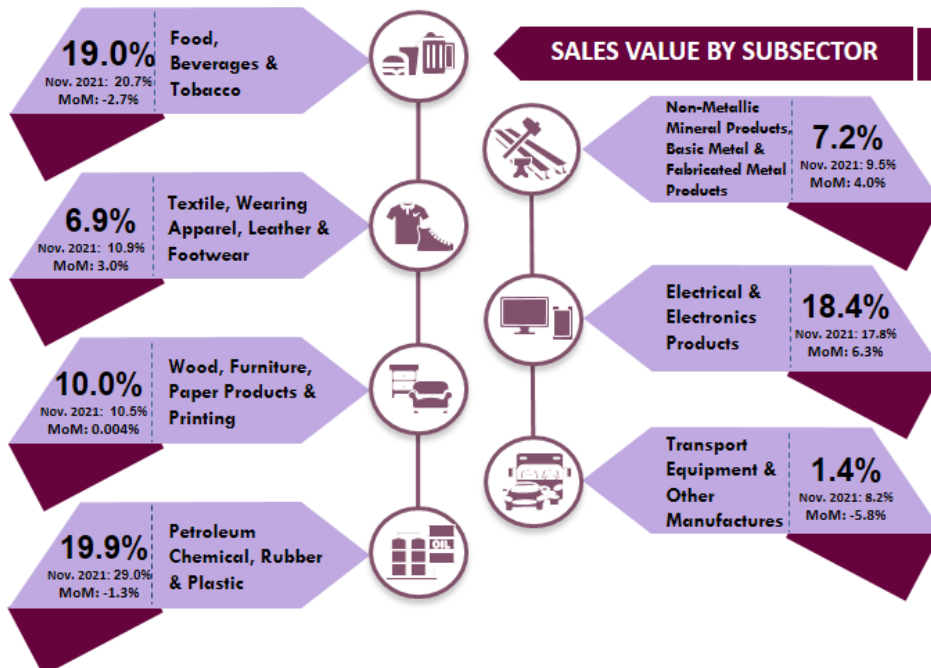 SALES VALUE BY SUBSECTOR
19.0%
Nov. 2021: 20.7%
MoM: -2.7%
Food,
Beverages &
Tobacco
6.9%
Nov. 2021: 10.9%
MoM: 3.0%
Textile, Wearing
Apparel, Leather &
Footwear
10.0%
Nov. 2021: 10.5%
MoM: 0.004%
Wood, Furniture,
Paper Products &
Printing
19.9%
Nov. 2021: 29.0%
MoM: -1.3%
Petroleum
Chemical, Rubber
& Plastic
OIL
Non-Metallic
Mineral Products,
Basic Metal &
Fabricated Metal
Products
7.2%
Nov. 2021: 9.5%
MoM: 4.0%
Electrical &
Electronics
Products
18.4%
Nov. 2021: 17.8%
MoM: 6.3%
Transport
Equipment &
Other
Manufactures
1.4%
Nov. 2021: 8.2%
MoM: -5.8%